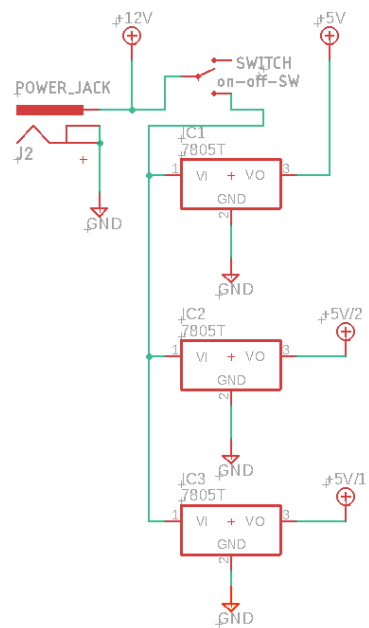 +12V
+5V
SWITCH
on-off-SW
POWER_JACK
J2
+
GND
IC1
7805T
1
VI
+
VO
3
GND
2
GND
IC2
7805T
+5V/2
1
VI
+
VO
3
GND
2
GND
IC3
7805T
+5V/1
1
VI
+
VO
3
GND
2
GND